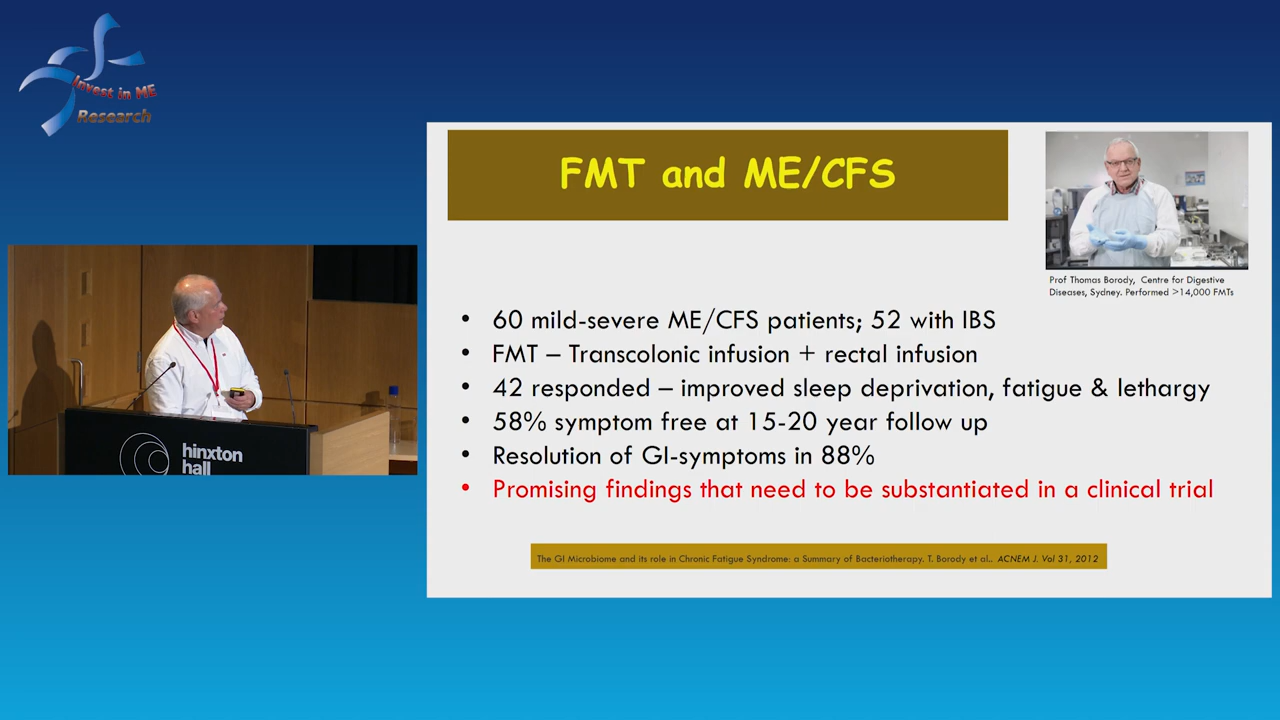 Invest in ME
Research
FMT and ME/CFS
Prof Thomas Borody, Centre for Digestive
Diseases, Sydney. Performed >14,000 FMTs
• 60 mild-severe ME/CFS patients; 52 with IBS
• FMT – Transcolonic infusion + rectal infusion
• 42 responded – improved sleep deprivation, fatigue & lethargy
• 58% symptom free at 15-20 year follow up
• Resolution of GI-symptoms in 88%
• Promising findings that need to be substantiated in a clinical trial
The GI Microbiome and its role in Chronic Fatigue Syndrome: a Summary of Bacteriotherapy. T. Borody et al.. ACNEM J. Vol 31, 2012
hinxton
hall